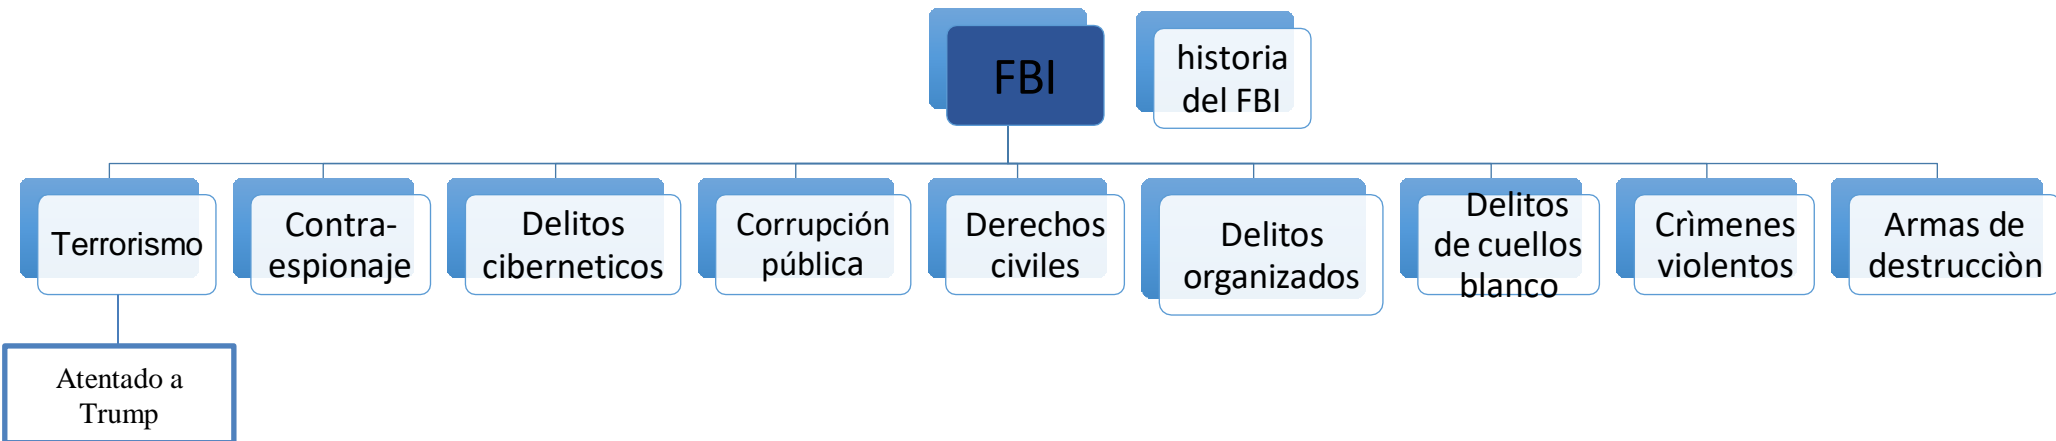 FBI
historia
del FBI
Terrorismo
Contra-
espionaje
Delitos
ciberneticos
Corrupción
pública
Derechos
civiles
Delitos
organizados
Delitos
de cuellos
blanco
Crìmenes
violentos
Armas de
destrucciòn
Atentado a
Trump